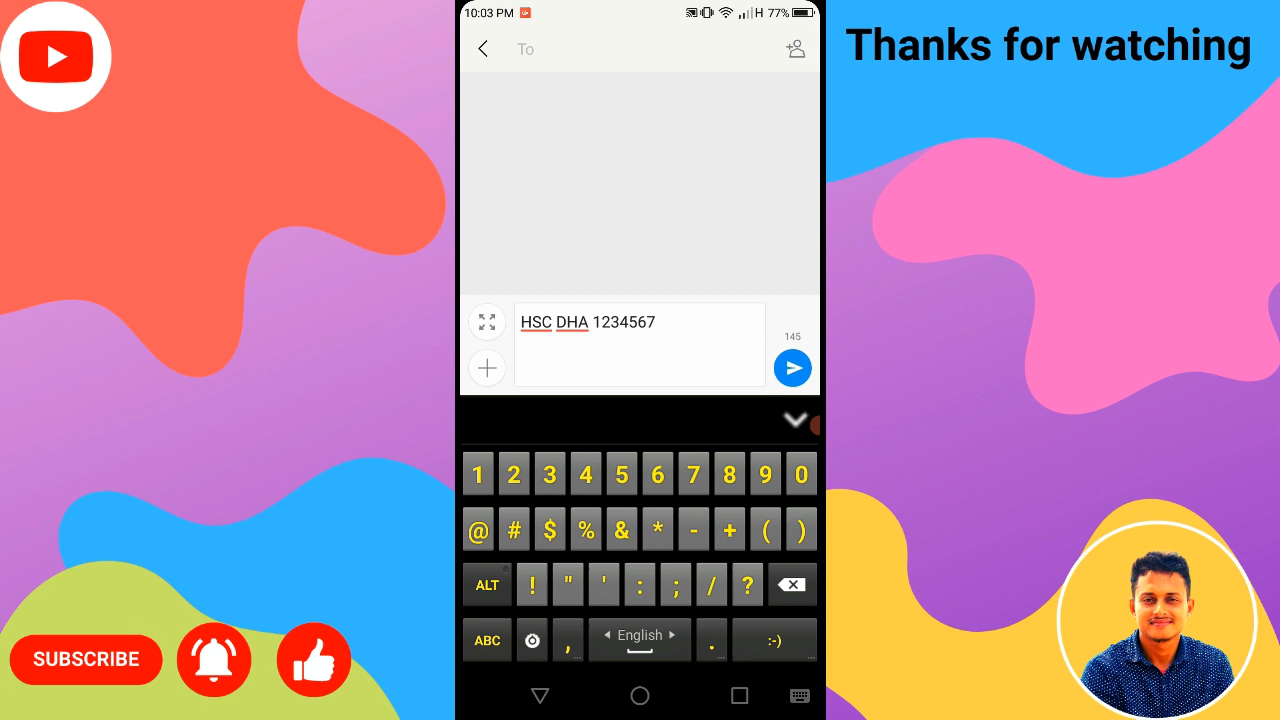 10:03 PM
H 77%
Thanks for watching
To
HSC DHA 1234567
145
1 2 3 4 5 6 7 8 9 0
@ # $ % & * - + ( )
ALT ! " ' : ; / ?
ABC , English . :-)
SUBSCRIBE